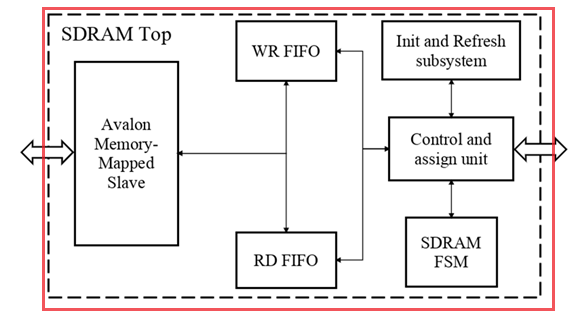 SDRAM Top
WR FIFO
Init and Refresh
subsystem
Avalon
Memory-
Mapped
Slave
Control and
assign unit
RD FIFO
SDRAM
FSM